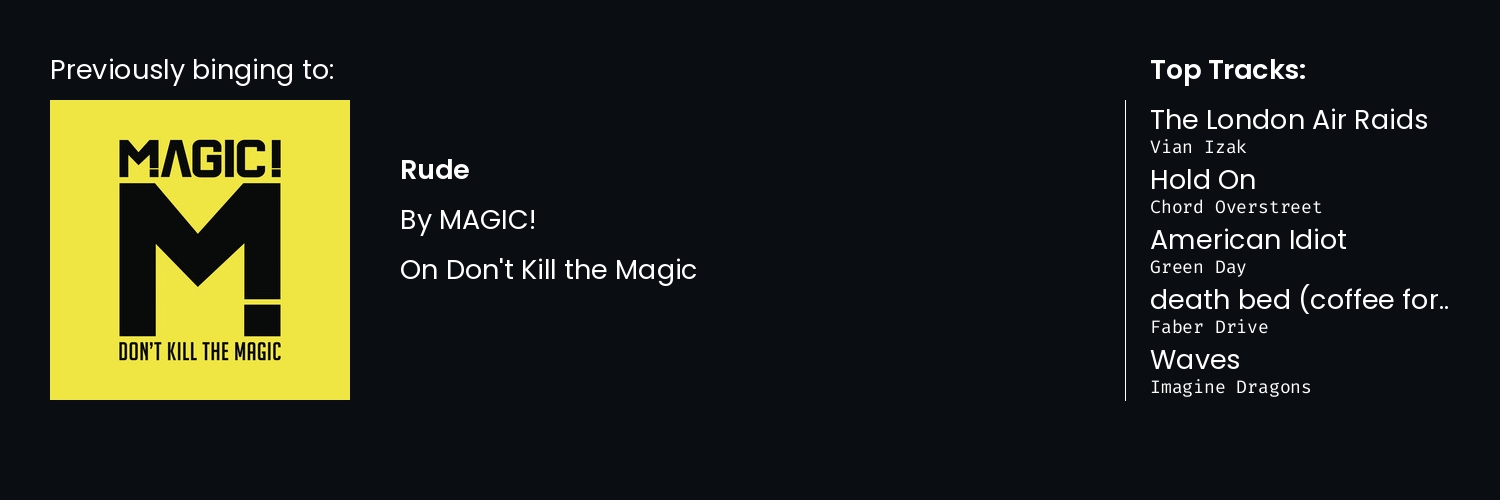 Previously binging to:
MAGIC!
M!
DON'T KILL THE MAGIC
Rude
By MAGIC!
On Don't Kill the Magic
Top Tracks:
The London Air Raids
Vian Izak
Hold On
Chord Overstreet
American Idiot
Green Day
death bed (coffee for..
Faber Drive
Waves
Imagine Dragons